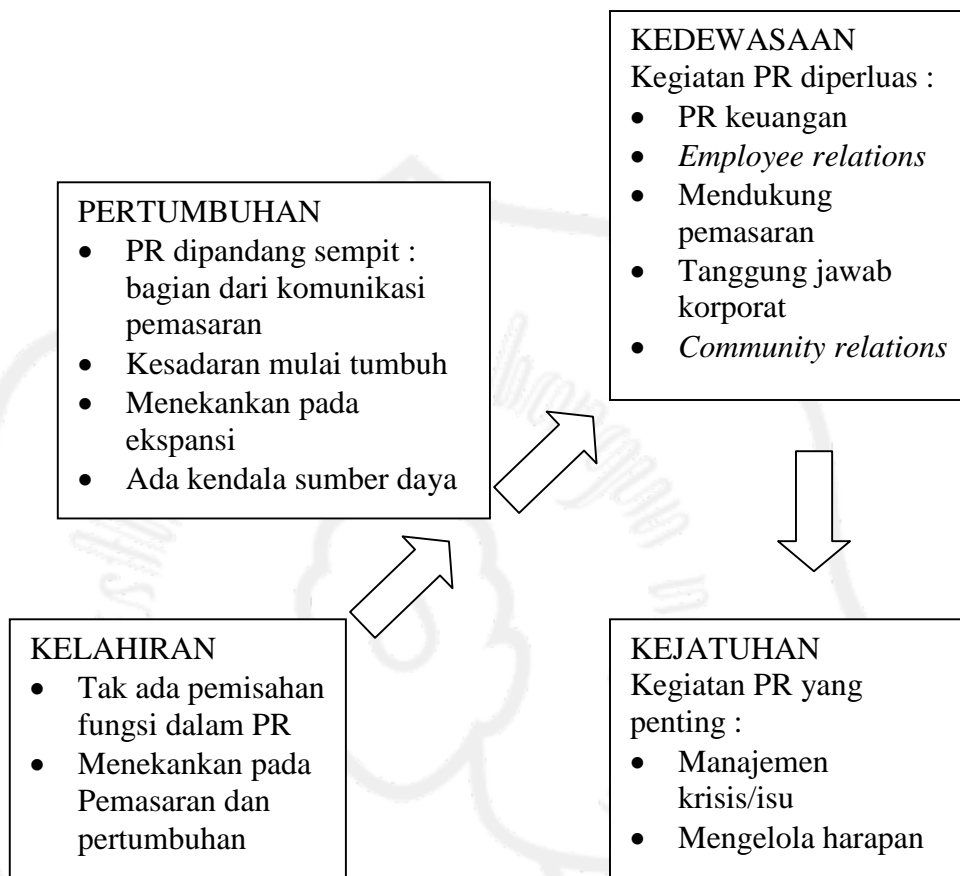 KEDEWASAAN
Kegiatan PR diperluas :
• PR keuangan
• Employee relations
• Mendukung
pemasaran
• Tanggung jawab
korporat
• Community relations
PERTUMBUHAN
• PR dipandang sempit :
bagian dari komunikasi
pemasaran
• Kesadaran mulai tumbuh
• Menekankan pada
ekspansi
• Ada kendala sumber daya
KELAHIRAN
• Tak ada pemisahan
fungsi dalam PR
• Menekankan pada
Pemasaran dan
pertumbuhan
KEJATUHAN
Kegiatan PR yang
penting :
• Manajemen
krisis/isu
• Mengelola harapan